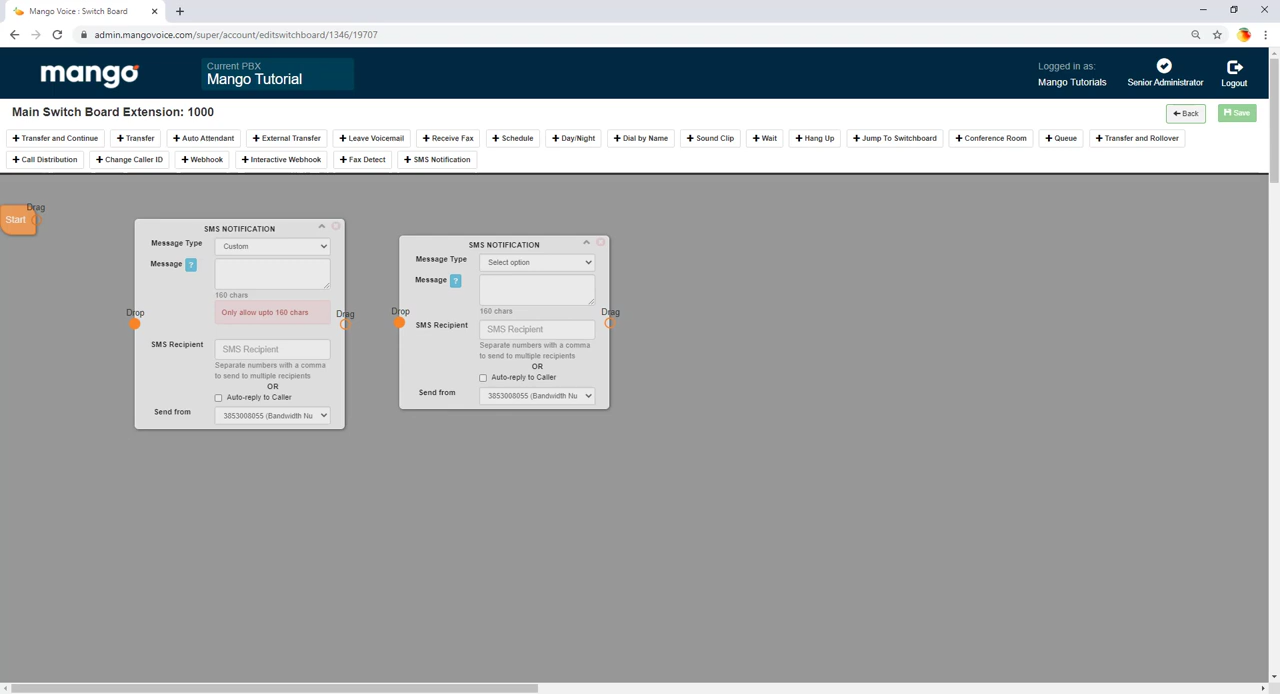 Mango Voice : Switch Board
admin.mangovoice.com/super/account/editswitchboard/1346/19707
mango
Current PBX
Mango Tutorial
Logged in as:
Mango Tutorials
Senior Administrator
Logout
Main Switch Board Extension: 1000
Back
Save
Transfer and Continue
Transfer
Auto Attendant
External Transfer
Leave Voicemail
Receive Fax
Schedule
Day/Night
Dial by Name
Sound Clip
Wait
Hang Up
Jump To Switchboard
Conference Room
Queue
Transfer and Rollover
Call Distribution
Change Caller ID
Webhook
Interactive Webhook
Fax Detect
SMS Notification
Drag
Start
SMS NOTIFICATION
Message Type
Custom
Message ?
160 chars
Only allow upto 160 chars
Drop
Drag
SMS Recipient
SMS Recipient
Separate numbers with a comma
to send to multiple recipients
OR
Auto-reply to Caller
Send from
3853008055 (Bandwidth Nu
SMS NOTIFICATION
Message Type
Select option
Message ?
160 chars
Drop
Drag
SMS Recipient
SMS Recipient
Separate numbers with a comma
to send to multiple recipients
OR
Auto-reply to Caller
Send from
3853008055 (Bandwidth Nu